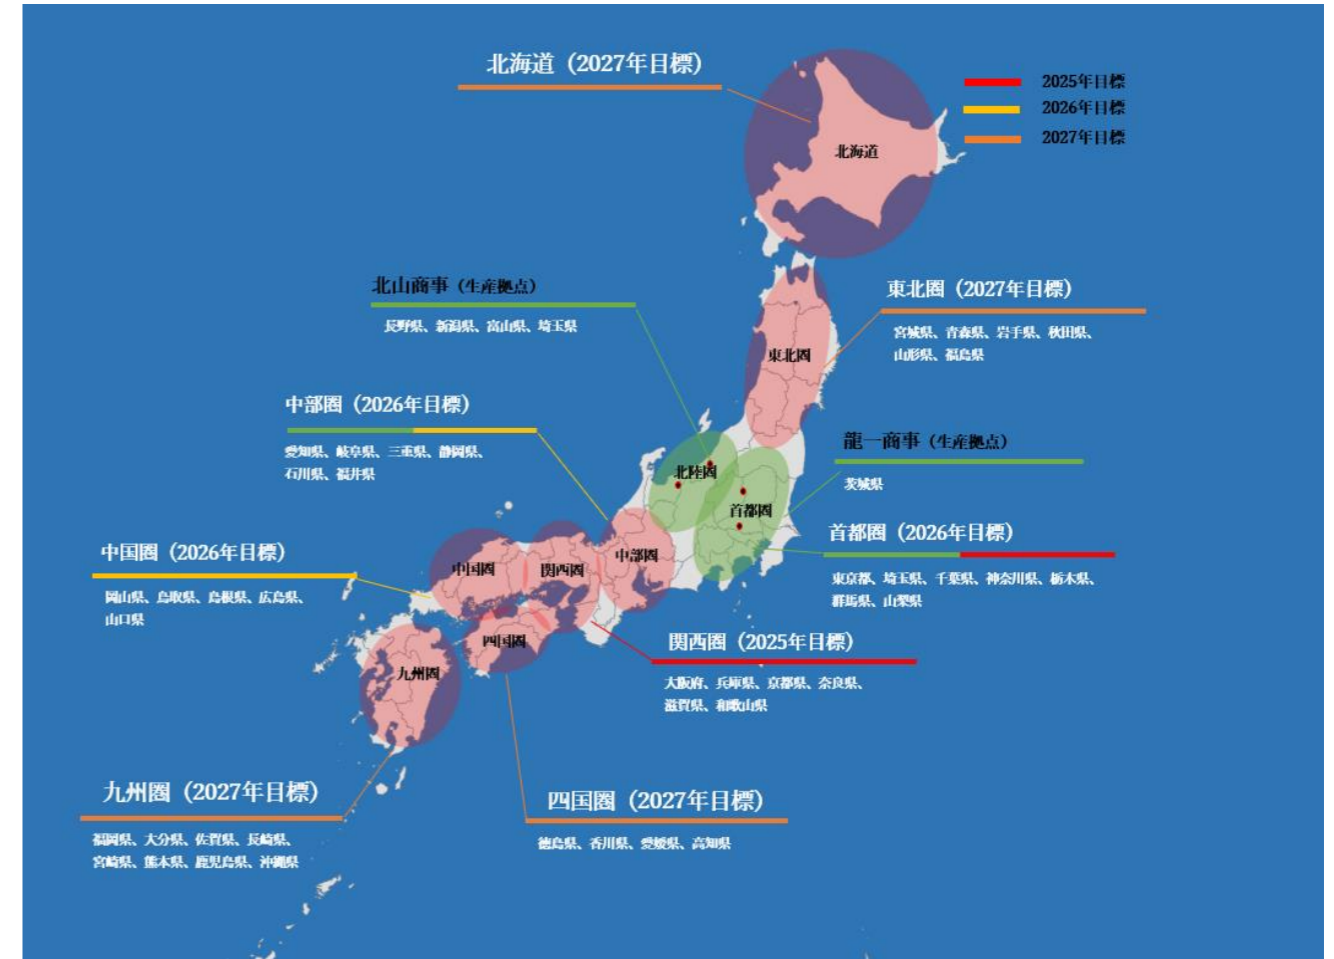 北海道（2027年目標）
2025年目標
2026年目標
2027年目標
北海道
北山商事（生産拠点）
長野県、新潟県、富山県、埼玉県
東北圏（2027年目標）
宮城県、青森県、岩手県、秋田県、
山形県、福島県
東北圏
中部圏（2026年目標）
愛知県、岐阜県、三重県、静岡県、
石川県、福井県
龍一商事（生産拠点）
茨城県
北陸圏
首都圏
首都圏（2026年目標）
東京都、埼玉県、千葉県、神奈川県、栃木県、
群馬県、山梨県
中国圏（2026年目標）
岡山県、鳥取県、島根県、広島県、
山口県
中国圏
関西圏
中部圏
四国圏
九州圏
関西圏（2025年目標）
大阪府、兵庫県、京都県、奈良県、
滋賀県、和歌山県
九州圏（2027年目標）
福岡県、大分県、佐賀県、長崎県、
宮崎県、熊本県、鹿児島県、沖縄県
四国圏（2027年目標）
徳島県、香川県、愛媛県、高知県